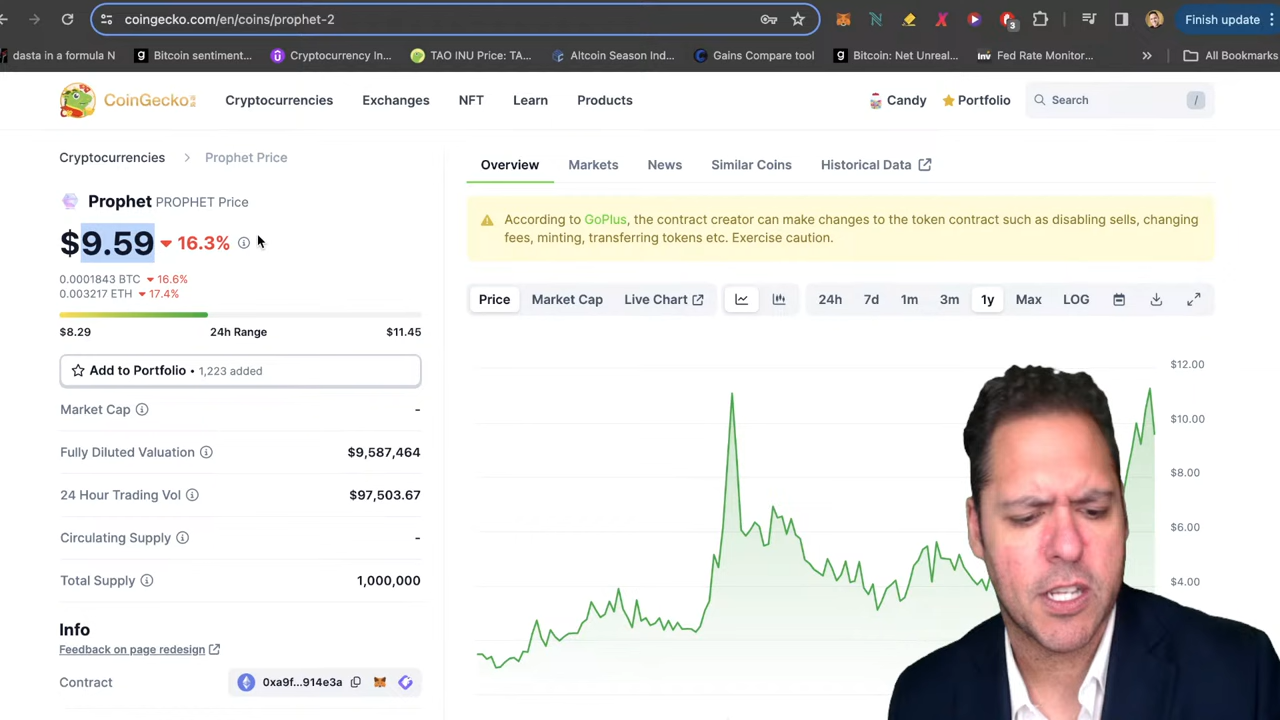 coingecko.com/en/coins/prophet-2
3
Finish update
dasta in a formula N
Bitcoin sentiment...
Cryptocurrency In...
TAO INU Price: TA...
Altcoin Season Ind...
Gains Compare tool
Bitcoin: Net Unreal...
Inv Fed Rate Monitor...
»
All Bookmarks
CoinGecko
Cryptocurrencies
Exchanges
NFT
Learn
Products
Candy
Portfolio
Search
/
Cryptocurrencies > Prophet Price
Prophet PROPHET Price
$9.59 16.3%
0.0001843 BTC 16.6%
0.003217 ETH 17.4%
$8.29 24h Range $11.45
Add to Portfolio • 1,223 added
Market Cap -
Fully Diluted Valuation $9,587,464
24 Hour Trading Vol $97,503.67
Circulating Supply -
Total Supply 1,000,000
Info
Feedback on page redesign
Contract 0xa9f...914e3a
Overview Markets News Similar Coins Historical Data
According to GoPlus, the contract creator can make changes to the token contract such as disabling sells, changing
fees, minting, transferring tokens etc. Exercise caution.
Price Market Cap Live Chart 24h 7d 1m 3m 1y Max LOG
$12.00
$10.00
$8.00
$6.00
$4.00